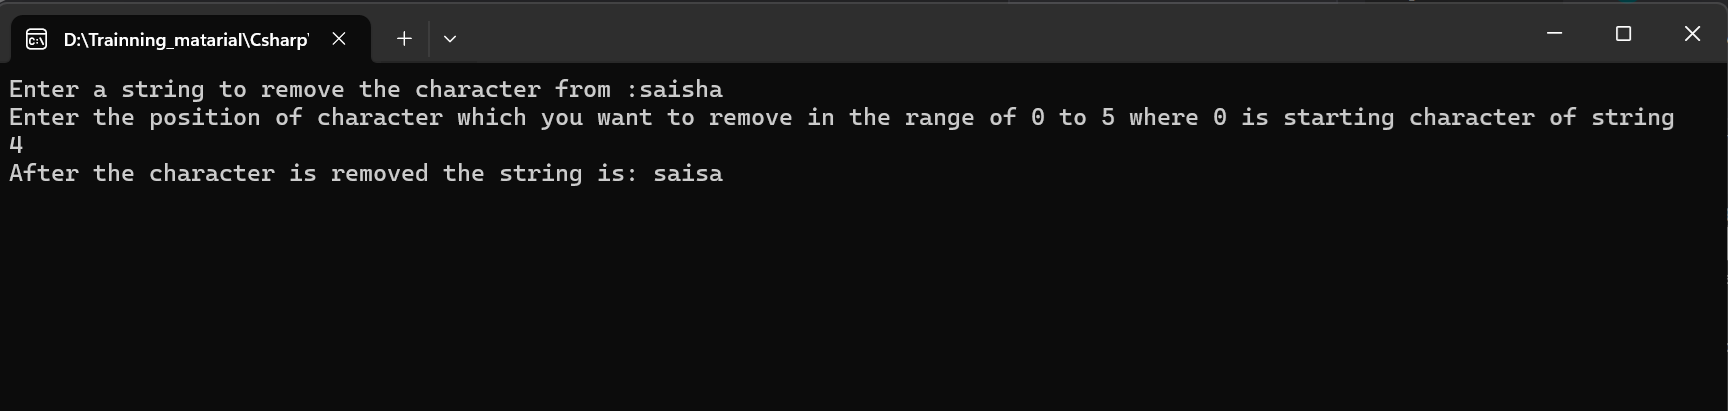 D:\Trainning_matarial\Csharp\
Enter a string to remove the character from :saisha
Enter the position of character which you want to remove in the range of 0 to 5 where 0 is starting character of string
4
After the character is removed the string is: saisa